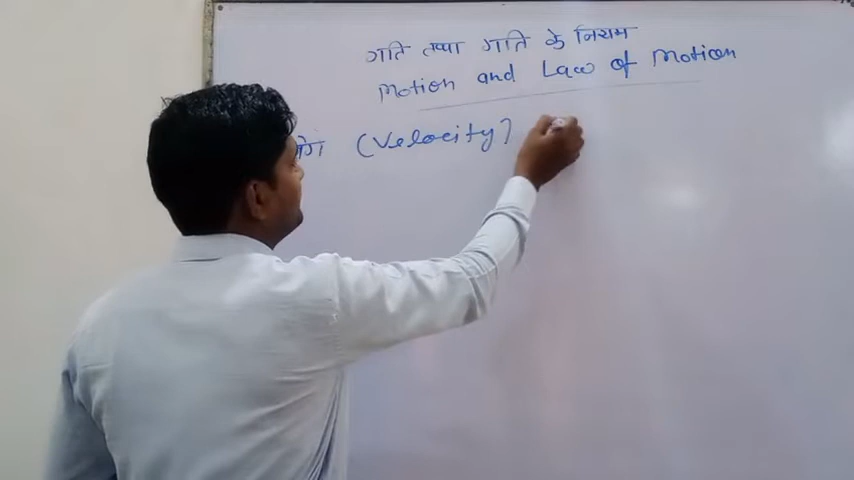 गति तथा गति के नियम
Motion and Law of Motion
(Velocity)